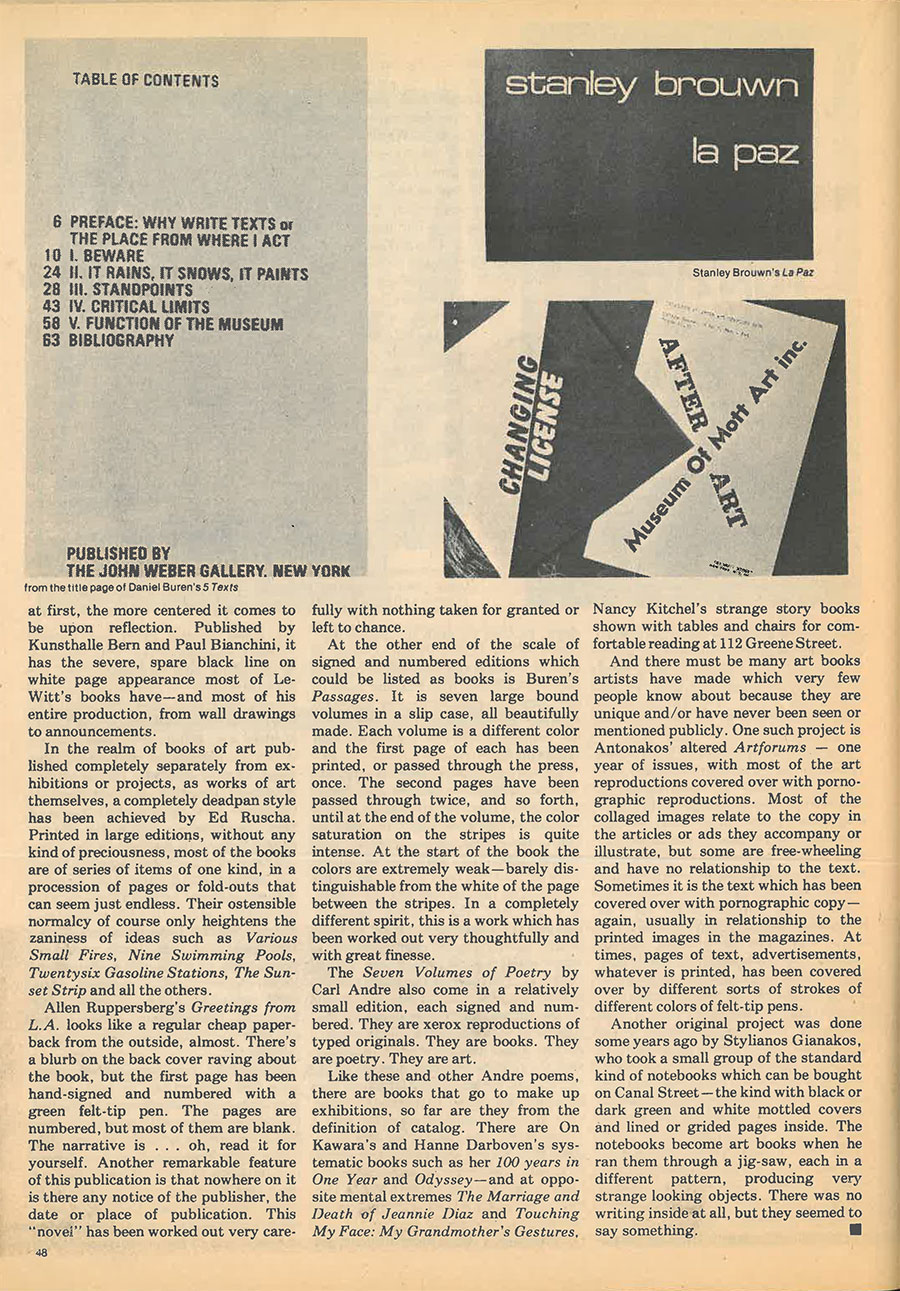 TABLE OF CONTENTS
6 PREFACE: WHY WRITE TEXTS or
THE PLACE FROM WHERE I ACT
10 I. BEWARE
24 II. IT RAINS, IT SNOWS, IT PAINTS
28 III. STANDPOINTS
43 IV. CRITICAL LIMITS
58 V. FUNCTION OF THE MUSEUM
63 BIBLIOGRAPHY
PUBLISHED BY
THE JOHN WEBER GALLERY. NEW YORK
from the title page of Daniel Buren's 5 Texts
stanley brouwn
la paz
Stanley Brouwn's La Paz
CHANGING
LICENSE
AFTER
ART
Museum Of Mott Art inc.
at first, the more centered it comes to
be upon reflection. Published by
Kunsthalle Bern and Paul Bianchini, it
has the severe, spare black line on
white page appearance most of Le-
Witt's books have—and most of his
entire production, from wall drawings
to announcements.
In the realm of books of art pub-
lished completely separately from ex-
hibitions or projects, as works of art
themselves, a completely deadpan style
has been achieved by Ed Ruscha.
Printed in large editions, without any
kind of preciousness, most of the books
are of series of items of one kind, in a
procession of pages or fold-outs that
can seem just endless. Their ostensible
normalcy of course only heightens the
zaniness of ideas such as Various
Small Fires, Nine Swimming Pools,
Twentysix Gasoline Stations, The Sun-
set Strip and all the others.
Allen Ruppersberg's Greetings from
L.A. looks like a regular cheap paper-
back from the outside, almost. There's
a blurb on the back cover raving about
the book, but the first page has been
hand-signed and numbered with a
green felt-tip pen. The pages are
numbered, but most of them are blank.
The narrative is . . . oh, read it for
yourself. Another remarkable feature
of this publication is that nowhere on it
is there any notice of the publisher, the
date or place of publication. This
"novel" has been worked out very care-
fully with nothing taken for granted or
left to chance.
At the other end of the scale of
signed and numbered editions which
could be listed as books is Buren's
Passages. It is seven large bound
volumes in a slip case, all beautifully
made. Each volume is a different color
and the first page of each has been
printed, or passed through the press,
once. The second pages have been
passed through twice, and so forth,
until at the end of the volume, the color
saturation on the stripes is quite
intense. At the start of the book the
colors are extremely weak—barely dis-
tinguishable from the white of the page
between the stripes. In a completely
different spirit, this is a work which has
been worked out very thoughtfully and
with great finesse.
The Seven Volumes of Poetry by
Carl Andre also come in a relatively
small edition, each signed and num-
bered. They are xerox reproductions of
typed originals. They are books. They
are poetry. They are art.
Like these and other Andre poems,
there are books that go to make up
exhibitions, so far are they from the
definition of catalog. There are On
Kawara's and Hanne Darboven's sys-
tematic books such as her 100 years in
One Year and Odyssey—and at oppo-
site mental extremes The Marriage and
Death of Jeannie Diaz and Touching
My Face: My Grandmother's Gestures,
Nancy Kitchel's strange story books
shown with tables and chairs for com-
fortable reading at 112 Greene Street.
And there must be many art books
artists have made which very few
people know about because they are
unique and/or have never been seen or
mentioned publicly. One such project is
Antonakos' altered Artforums — one
year of issues, with most of the art
reproductions covered over with porno-
graphic reproductions. Most of the
collaged images relate to the copy in
the articles or ads they accompany or
illustrate, but some are free-wheeling
and have no relationship to the text.
Sometimes it is the text which has been
covered over with pornographic copy—
again, usually in relationship to the
printed images in the magazines. At
times, pages of text, advertisements,
whatever is printed, has been covered
over by different sorts of strokes of
different colors of felt-tip pens.
Another original project was done
some years ago by Stylianos Gianakos,
who took a small group of the standard
kind of notebooks which can be bought
on Canal Street—the kind with black or
dark green and white mottled covers
and lined or grided pages inside. The
notebooks become art books when he
ran them through a jig-saw, each in a
different pattern, producing very
strange looking objects. There was no
writing inside at all, but they seemed to
say something.
48